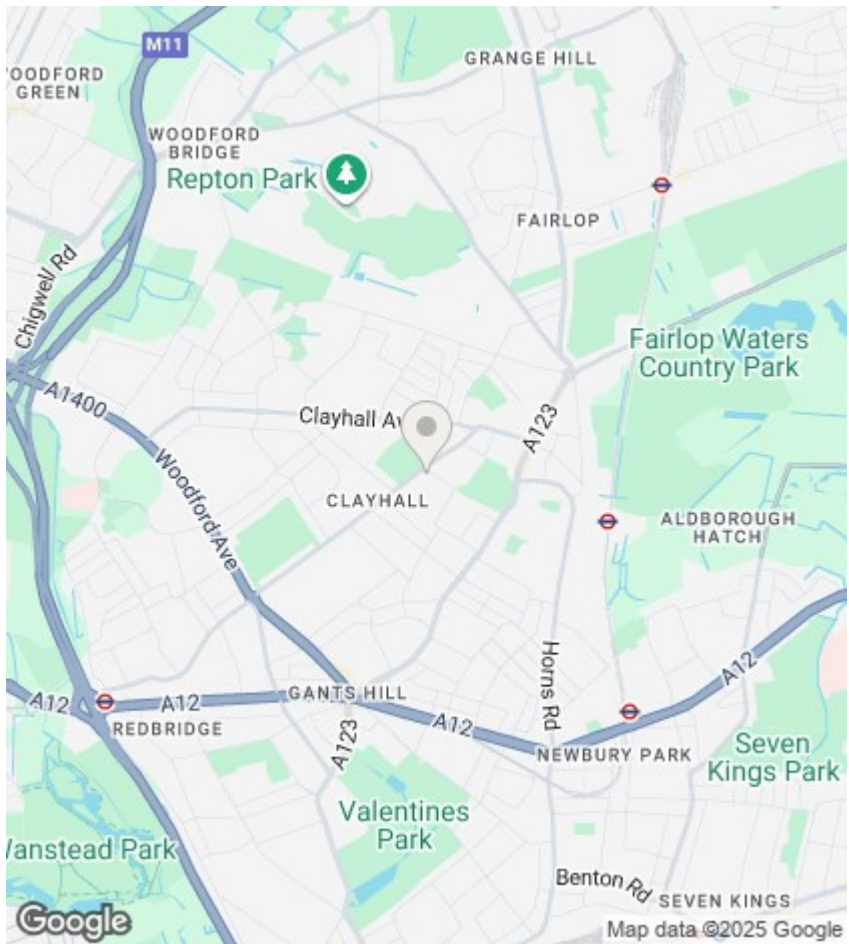 M11
GRANGE HILL
WOODFORD
GREEN
WOODFORD
BRIDGE
Repton Park
FAIRLOP
Chigwell Rd
Fairlop Waters
Country Park
A1400
Clayhall Av
A123
Woodford Ave
CLAYHALL
ALDBOROUGH
HATCH
Horns Rd
A12
A12
GANTS HILL
A12
A12
REDBRIDGE
A123
NEWBURY PARK
Seven
Kings Park
Valentines
Park
Wanstead Park
Benton Rd
SEVEN KINGS
Google
Map data ©2025 Google